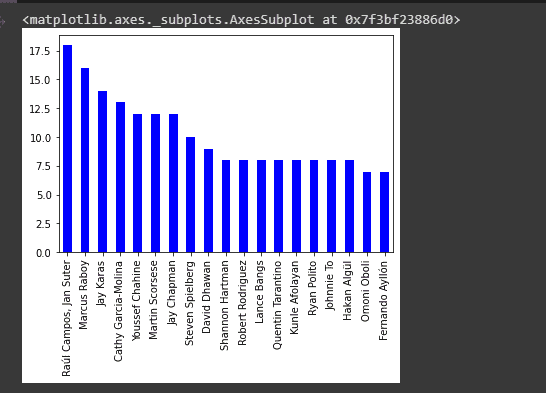 <matplotlib.axes._subplots.AxesSubplot at 0x7f3bf23886d0>
17.5
15.0
12.5
10.0
7.5
5.0
2.5
0.0
Raúl Campos, Jan Suter
Marcus Raboy
Jay Karas
Cathy Garcia-Molina
Youssef Chahine
Martin Scorsese
Jay Chapman
Steven Spielberg
David Dhawan
Shannon Hartman
Robert Rodriguez
Lance Bangs
Quentin Tarantino
Kunle Afolayan
Ryan Polito
Johnnie To
Hakan Algül
Omoni Oboli
Fernando Ayllón